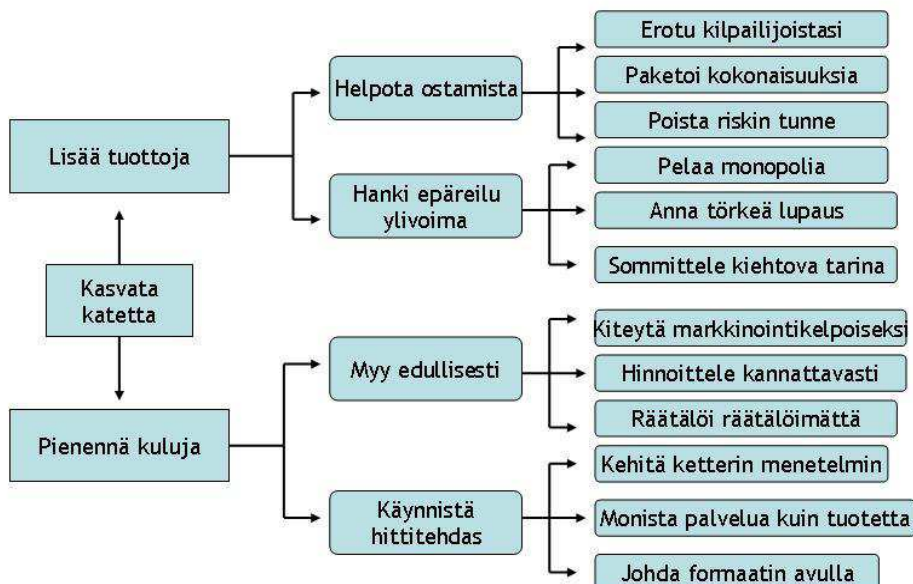 Erotu kilpailijoistasi
Helpota ostamista
Paketoi kokonaisuuksia
Poista riskin tunne
Lisää tuottoja
Pelaa monopolia
Hanki epäreilu
ylivoima
Anna törkeä lupaus
Sommittele kiehtova tarina
Kasvata
katetta
Kiteytä markkinointikelpoiseksi
Myy edullisesti
Hinnoittele kannattavasti
Räätälöi räätälöimättä
Pienennä kuluja
Kehitä ketterin menetelmin
Käynnistä
hittitehdas
Monista palvelua kuin tuotetta
Johda formaatin avulla